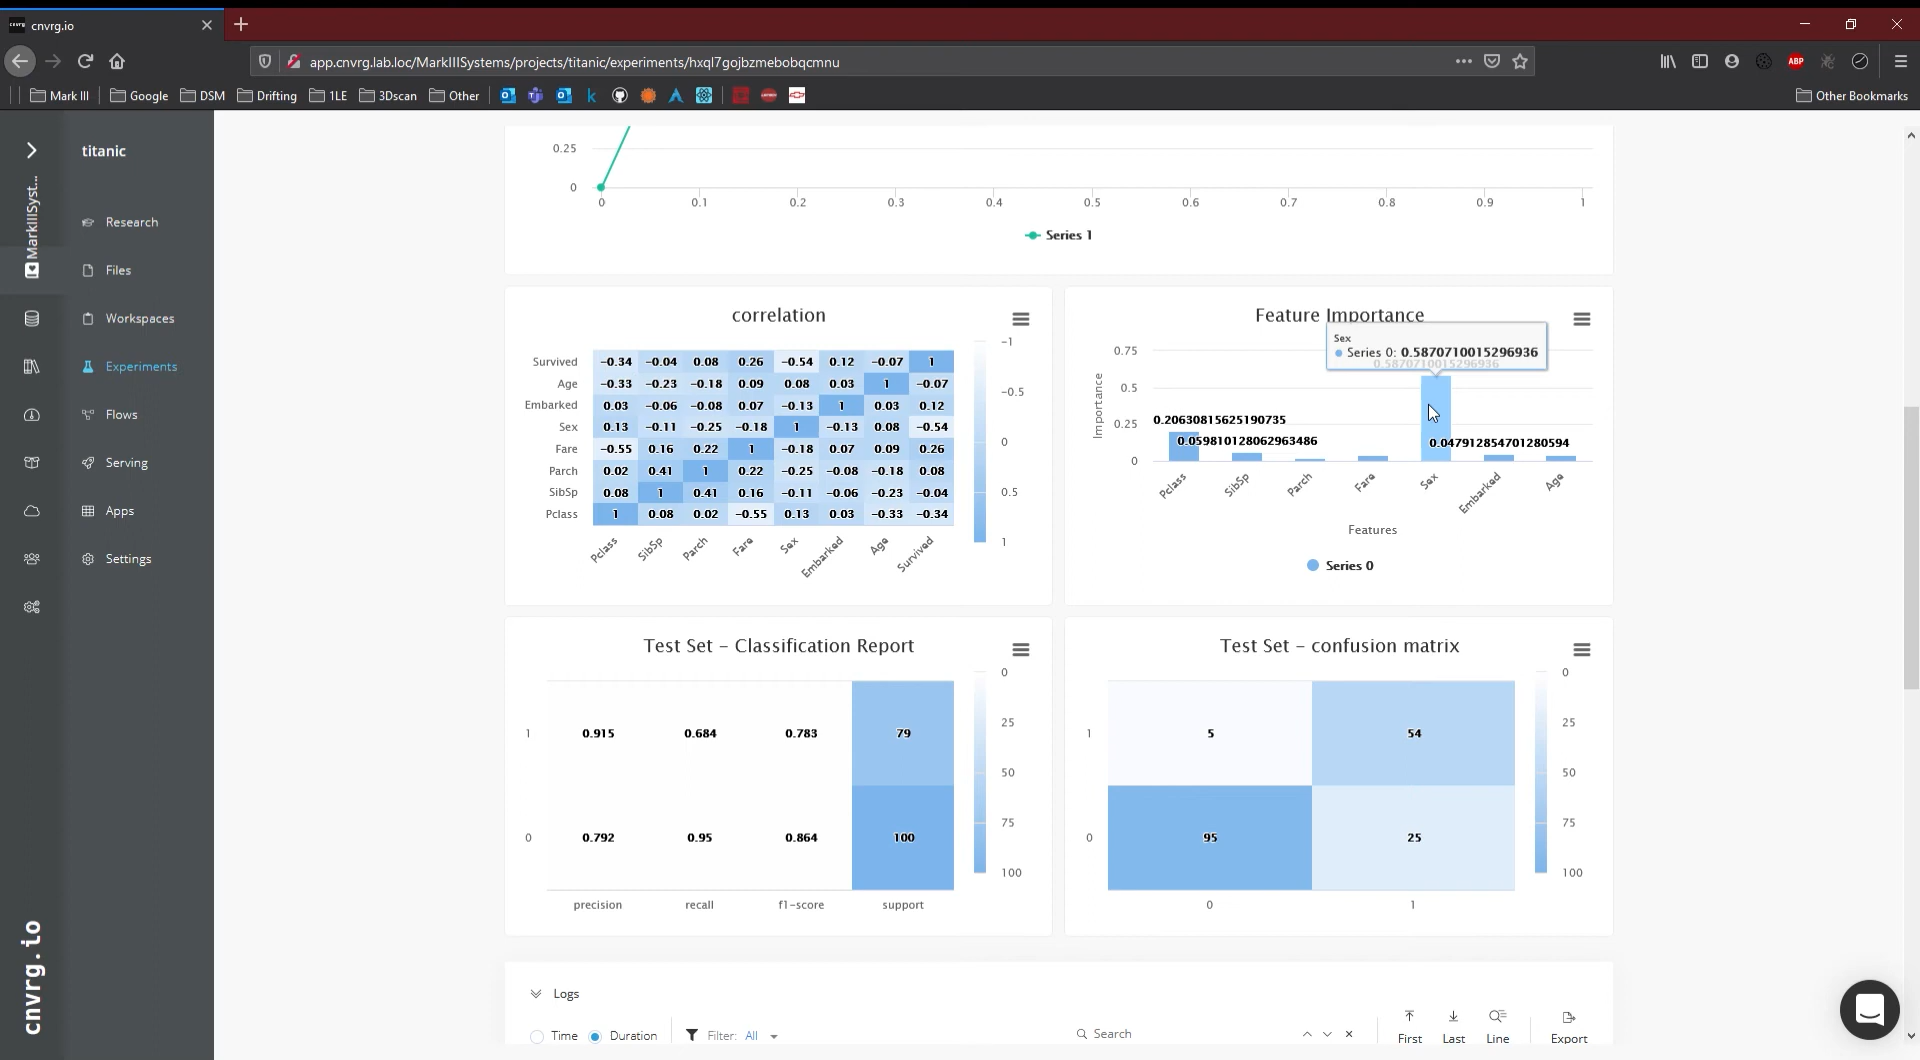 cnvrg.io
app.cnvrg.lab.loc/MarkIIISystems/projects/titanic/experiments/hxql7gojbzmebobqcmnu
ABP
Mark III
Google
DSM
Drifting
1LE
3Dscan
Other
Other Bookmarks
MarkIIISyst...
titanic
Research
Files
Workspaces
Experiments
Flows
Serving
Apps
Settings
cnvrg.io
0.25
0
0 0.1 0.2 0.3 0.4 0.5 0.6 0.7 0.8 0.9 1
Series 1
correlation
Survived −0.34 −0.04 0.08 0.26 −0.54 0.12 −0.07 1
Age −0.33 −0.23 −0.18 0.09 0.08 0.03 1 −0.07
Embarked 0.03 −0.06 −0.08 0.07 −0.13 1 0.03 0.12
Sex 0.13 −0.11 −0.25 −0.18 1 −0.13 0.08 −0.54
Fare −0.55 0.16 0.22 1 −0.18 0.07 0.09 0.26
Parch 0.02 0.41 1 0.22 −0.25 −0.08 −0.18 0.08
SibSp 0.08 1 0.41 0.16 −0.11 −0.06 −0.23 −0.04
Pclass 1 0.08 0.02 −0.55 0.13 0.03 −0.33 −0.34
Pclass SibSp Parch Fare Sex Embarked Age Survived
−1
−0.5
0
0.5
1
Feature Importance
Sex
Series 0: 0.5870710015296936
0.5870710015296936
Importance
0.75
0.5
0.25
0
0.20630815625190735
0.059810128062963486
0.047912854701280594
Pclass SibSp Parch Fare Sex Embarked Age
Features
Series 0
Test Set − Classification Report
1 0.915 0.684 0.783 79
0 0.792 0.95 0.864 100
precision recall f1−score support
0
25
50
75
100
Test Set − confusion matrix
1 5 54
0 95 25
0 1
0
25
50
75
100
Logs
Time Duration Filter: All Search
First Last Line Export